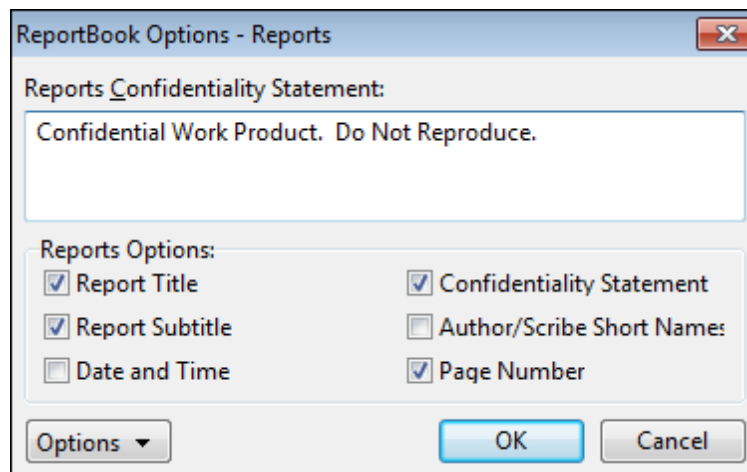 ReportBook Options - Reports
Reports Confidentiality Statement:
Confidential Work Product.  Do Not Reproduce.
Reports Options:
Report Title
Confidentiality Statement
Report Subtitle
Author/Scribe Short Names
Date and Time
Page Number
Options
OK
Cancel